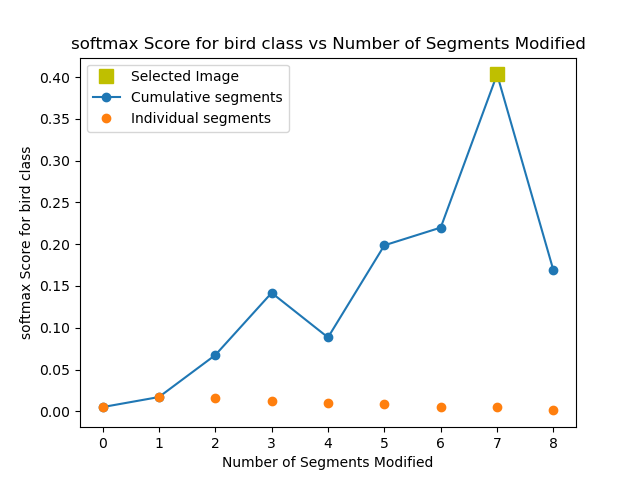 softmax Score for bird class vs Number of Segments Modified
Selected Image
Cumulative segments
Individual segments
softmax Score for bird class
0.40
0.35
0.30
0.25
0.20
0.15
0.10
0.05
0.00
0 1 2 3 4 5 6 7 8
Number of Segments Modified